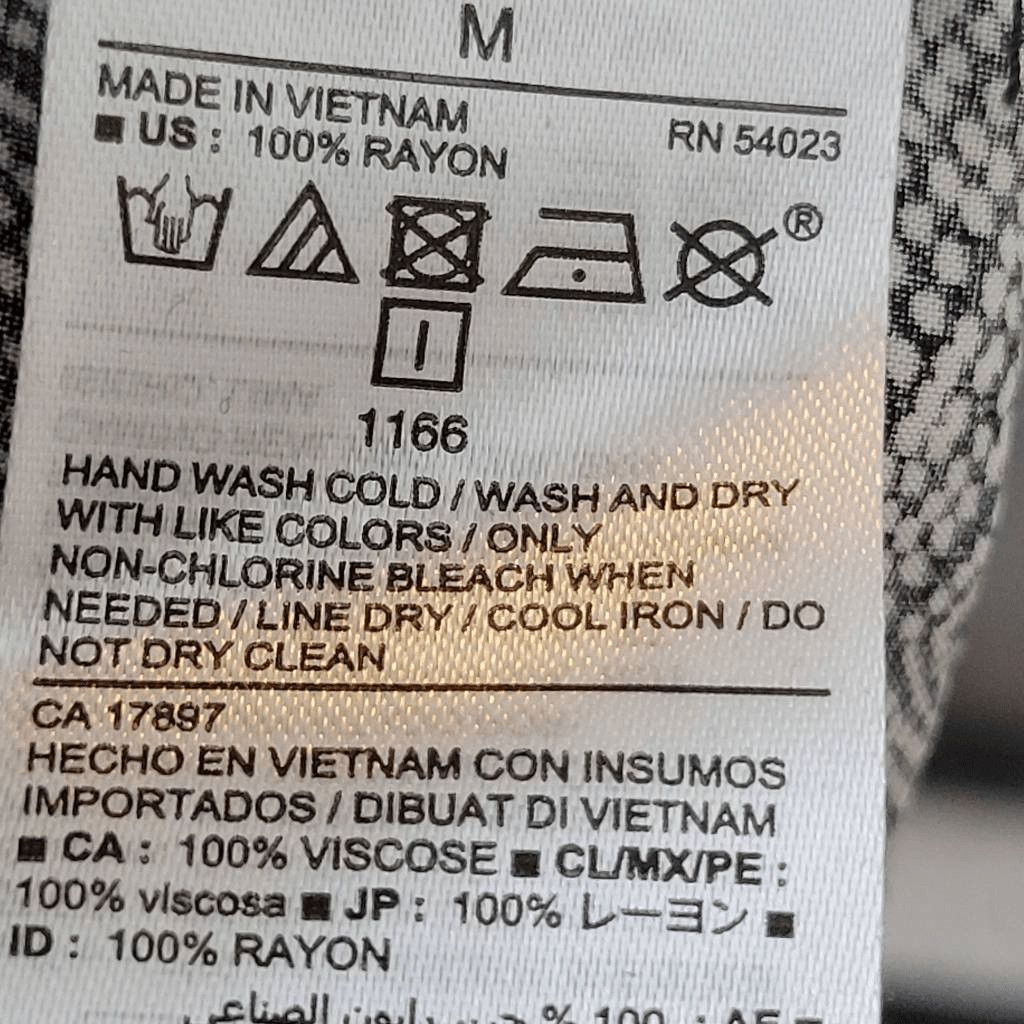 M
MADE IN VIETNAM
RN 54023
■ US : 100% RAYON
®
1166
HAND WASH COLD / WASH AND DRY
WITH LIKE COLORS / ONLY
NON-CHLORINE BLEACH WHEN
NEEDED / LINE DRY / COOL IRON / DO
NOT DRY CLEAN
CA 17897
HECHO EN VIETNAM CON INSUMOS
IMPORTADOS / DIBUAT DI VIETNAM
■ CA : 100% VISCOSE ■ CL/MX/PE :
100% viscosa ■ JP : 100% レーヨン ■
ID : 100% RAYON